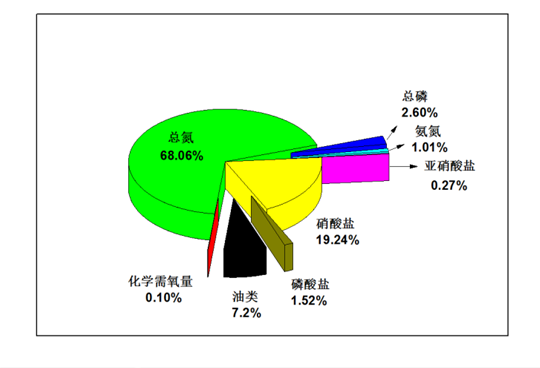 总磷
2.60%
氨氮
1.01%
亚硝酸盐
0.27%
总氮
68.06%
硝酸盐
19.24%
磷酸盐
1.52%
油类
7.2%
化学需氧量
0.10%